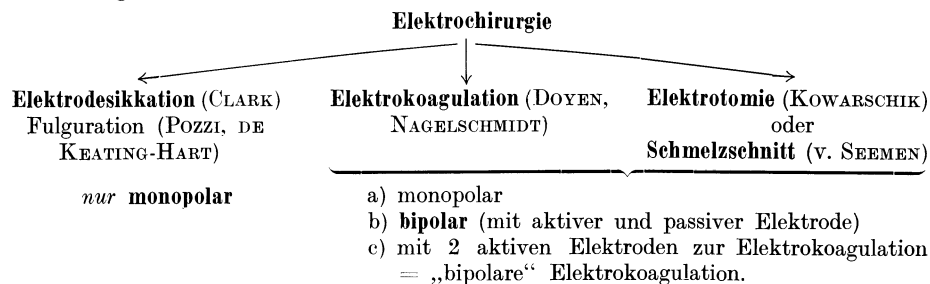 Elektrochirurgie
Elektrodesikkation (CLARK)
Fulguration (POZZI, DE
KEATING-HART)
nur monopolar
Elektrokoagulation (DOYEN,
NAGELSCHMIDT)
Elektrotomie (KOWARSCHIK)
oder
Schmelzschnitt (v. SEEMEN)
a) monopolar
b) bipolar (mit aktiver und passiver Elektrode)
c) mit 2 aktiven Elektroden zur Elektrokoagulation
= „bipolare“ Elektrokoagulation.